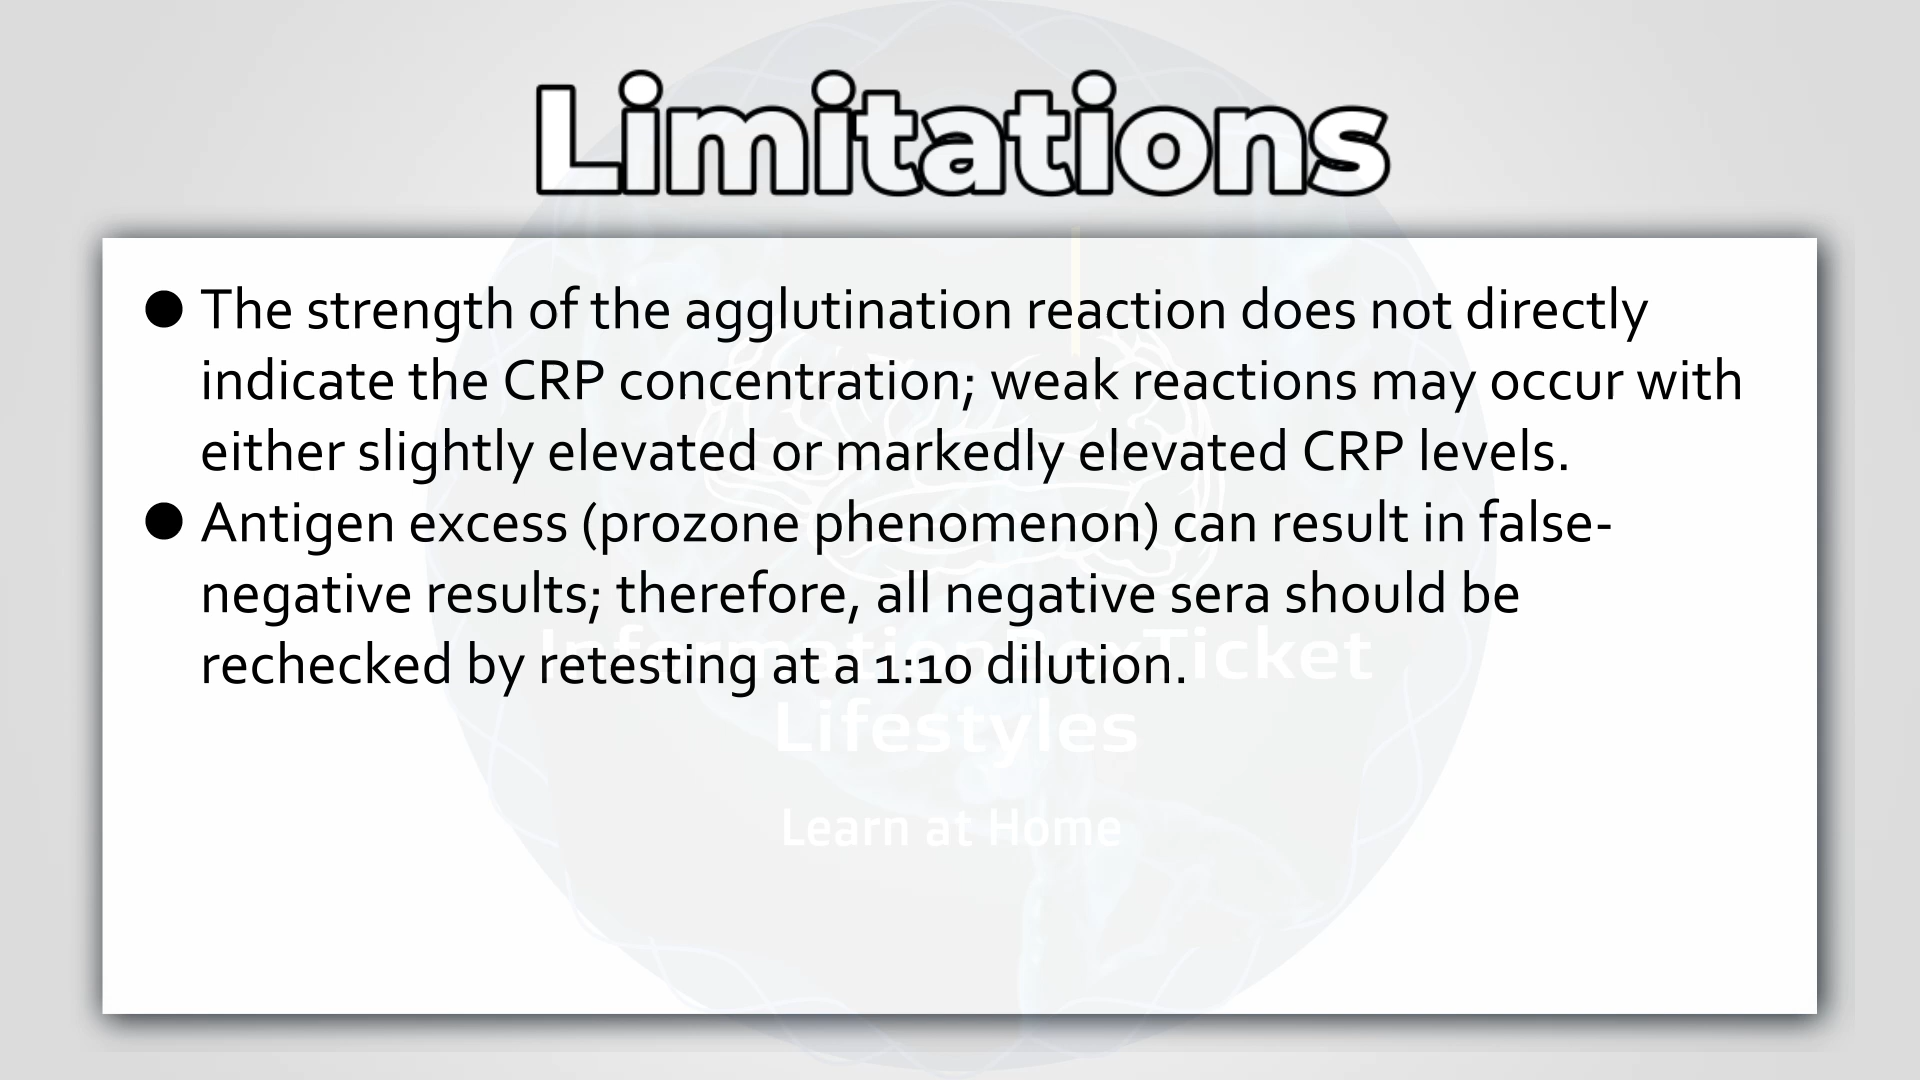 Limitations
● The strength of the agglutination reaction does not directly
indicate the CRP concentration; weak reactions may occur with
either slightly elevated or markedly elevated CRP levels.
● Antigen excess (prozone phenomenon) can result in false-
negative results; therefore, all negative sera should be
rechecked by retesting at a 1:10 dilution.
Lifestyles
Learn at Home